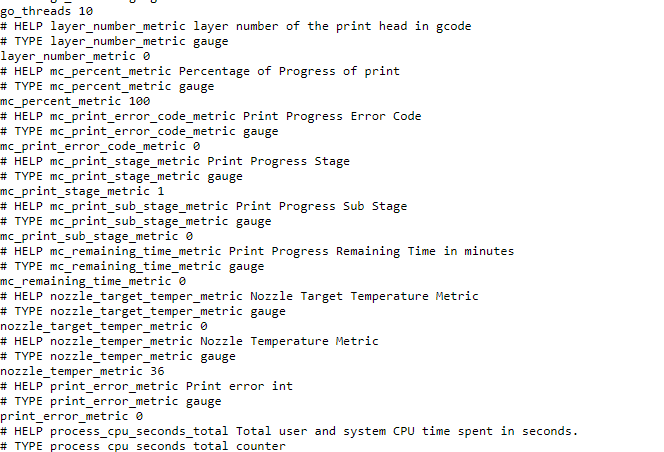 go_threads 10
# HELP layer_number_metric layer number of the print head in gcode
# TYPE layer_number_metric gauge
layer_number_metric 0
# HELP mc_percent_metric Percentage of Progress of print
# TYPE mc_percent_metric gauge
mc_percent_metric 100
# HELP mc_print_error_code_metric Print Progress Error Code
# TYPE mc_print_error_code_metric gauge
mc_print_error_code_metric 0
# HELP mc_print_stage_metric Print Progress Stage
# TYPE mc_print_stage_metric gauge
mc_print_stage_metric 1
# HELP mc_print_sub_stage_metric Print Progress Sub Stage
# TYPE mc_print_sub_stage_metric gauge
mc_print_sub_stage_metric 0
# HELP mc_remaining_time_metric Print Progress Remaining Time in minutes
# TYPE mc_remaining_time_metric gauge
mc_remaining_time_metric 0
# HELP nozzle_target_temper_metric Nozzle Target Temperature Metric
# TYPE nozzle_target_temper_metric gauge
nozzle_target_temper_metric 0
# HELP nozzle_temper_metric Nozzle Temperature Metric
# TYPE nozzle_temper_metric gauge
nozzle_temper_metric 36
# HELP print_error_metric Print error int
# TYPE print_error_metric gauge
print_error_metric 0
# HELP process_cpu_seconds_total Total user and system CPU time spent in seconds.
# TYPE process_cpu_seconds_total counter